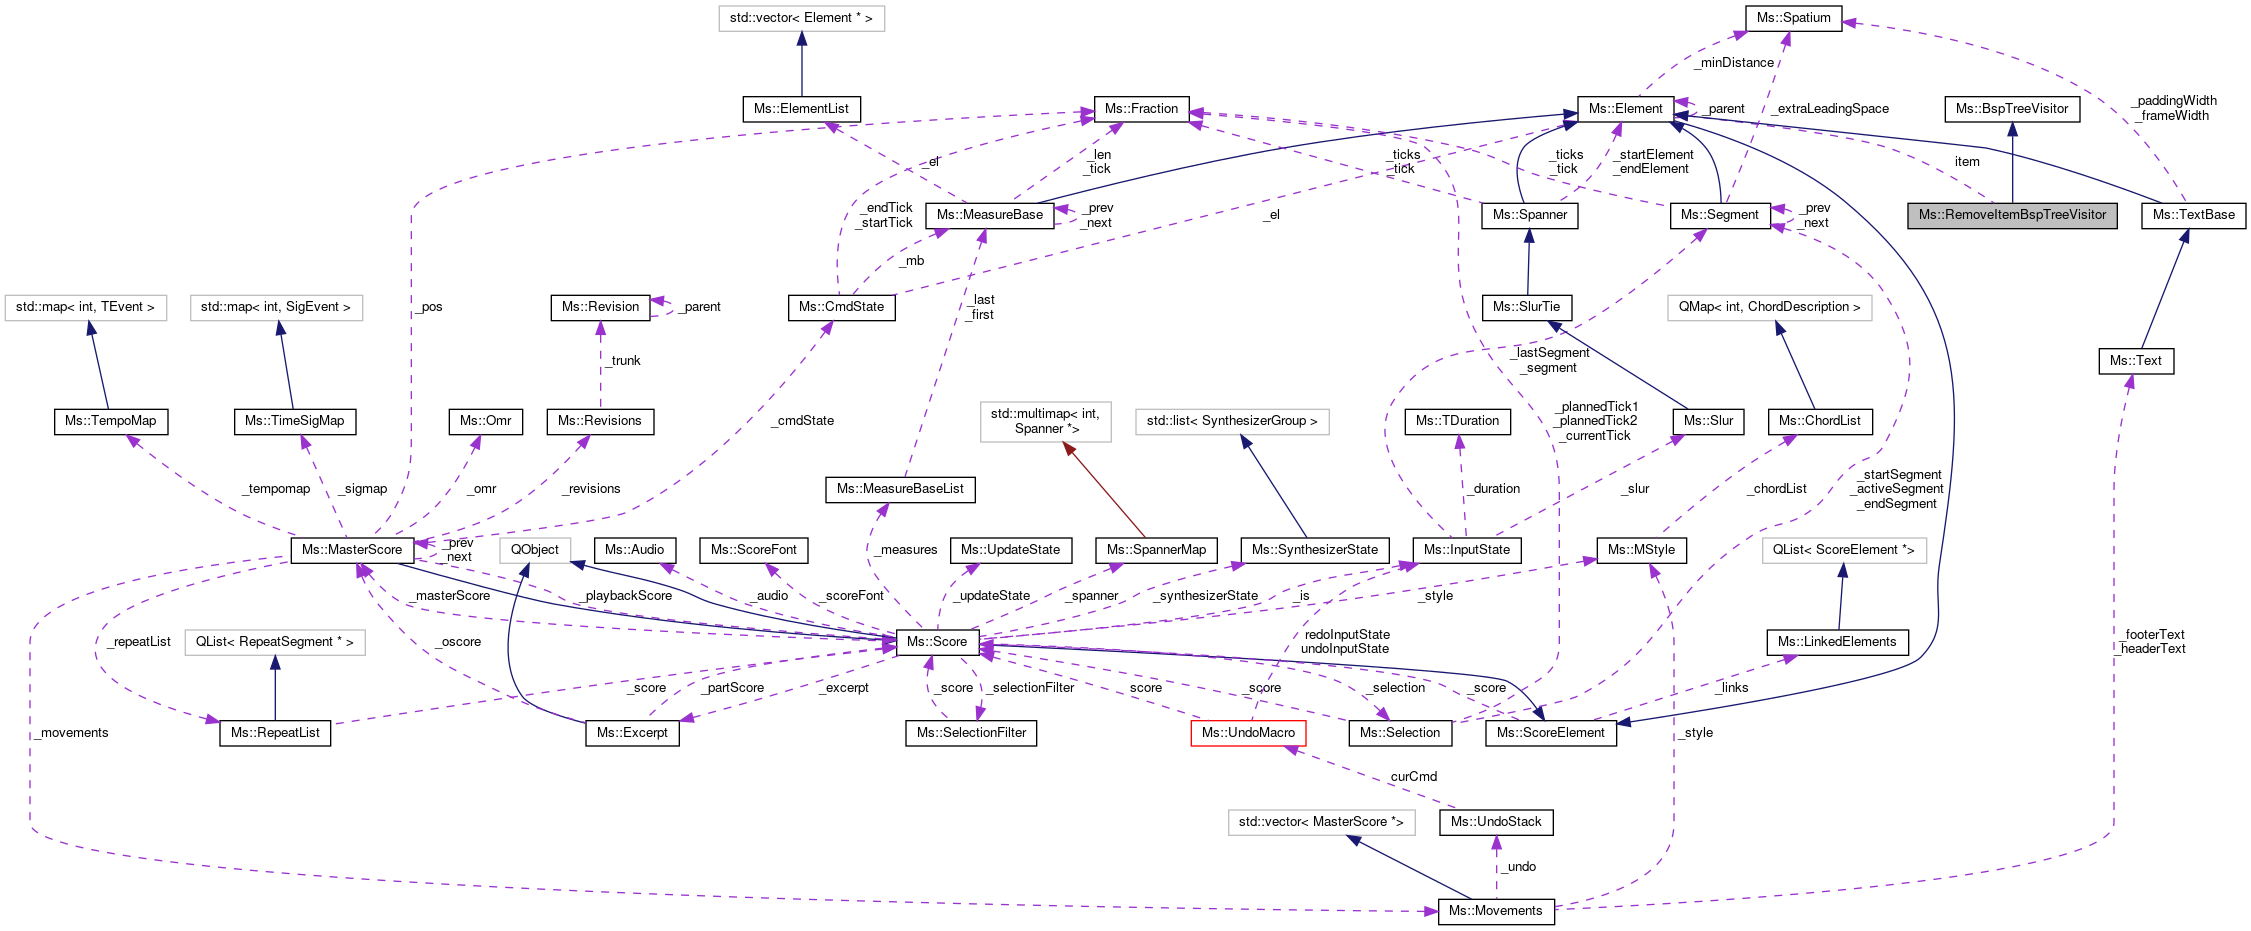 std::vector< Element * >
Ms::Spatium
_minDistance
Ms::ElementList
Ms::Fraction
Ms::Element
_parent
_extraLeadingSpace
Ms::BspTreeVisitor
_paddingWidth
_frameWidth
_el
_len
_tick
_ticks
_tick
_ticks
_tick
_startElement
_endElement
item
_endTick
_startTick
Ms::MeasureBase
_prev
_next
_el
Ms::Spanner
Ms::Segment
_prev
_next
Ms::RemoveItemBspTreeVisitor
Ms::TextBase
_mb
std::map< int, TEvent >
std::map< int, SigEvent >
_pos
Ms::Revision
_parent
Ms::CmdState
_last
_first
Ms::SlurTie
QMap< int, ChordDescription >
_trunk
_lastSegment
_segment
Ms::Text
Ms::TempoMap
Ms::TimeSigMap
Ms::Omr
Ms::Revisions
_cmdState
std::multimap< int,
Spanner *>
std::list< SynthesizerGroup >
Ms::TDuration
_plannedTick1
_plannedTick2
_currentTick
Ms::Slur
Ms::ChordList
_tempomap
_sigmap
_omr
_revisions
Ms::MeasureBaseList
_duration
_slur
_chordList
_startSegment
_activeSegment
_endSegment
Ms::MasterScore
_prev
_next
QObject
Ms::Audio
Ms::ScoreFont
_measures
Ms::UpdateState
Ms::SpannerMap
Ms::SynthesizerState
Ms::InputState
Ms::MStyle
QList< ScoreElement *>
_masterScore
_playbackScore
_audio
_scoreFont
_updateState
_spanner
_synthesizerState
_is
_style
_repeatList
QList< RepeatSegment * >
_oscore
Ms::Score
redoInputState
undoInputState
Ms::LinkedElements
_footerText
_headerText
_score
_partScore
_excerpt
_score
_selectionFilter
score
_score
_selection
_score
_links
_movements
Ms::RepeatList
Ms::Excerpt
Ms::SelectionFilter
Ms::UndoMacro
Ms::Selection
Ms::ScoreElement
_style
curCmd
std::vector< MasterScore *>
Ms::UndoStack
_undo
Ms::Movements